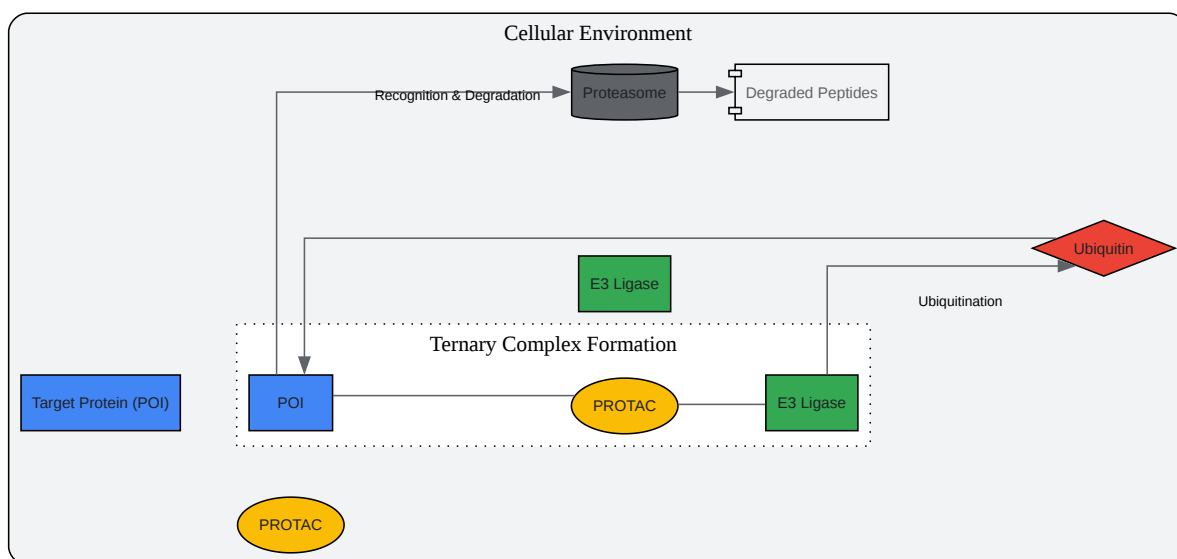 Cellular Environment
Recognition & Degradation
Proteasome
Degraded Peptides
Ubiquitin
E3 Ligase
Ubiquitination
Ternary Complex Formation
Target Protein (POI)
POI
PROTAC
E3 Ligase
PROTAC